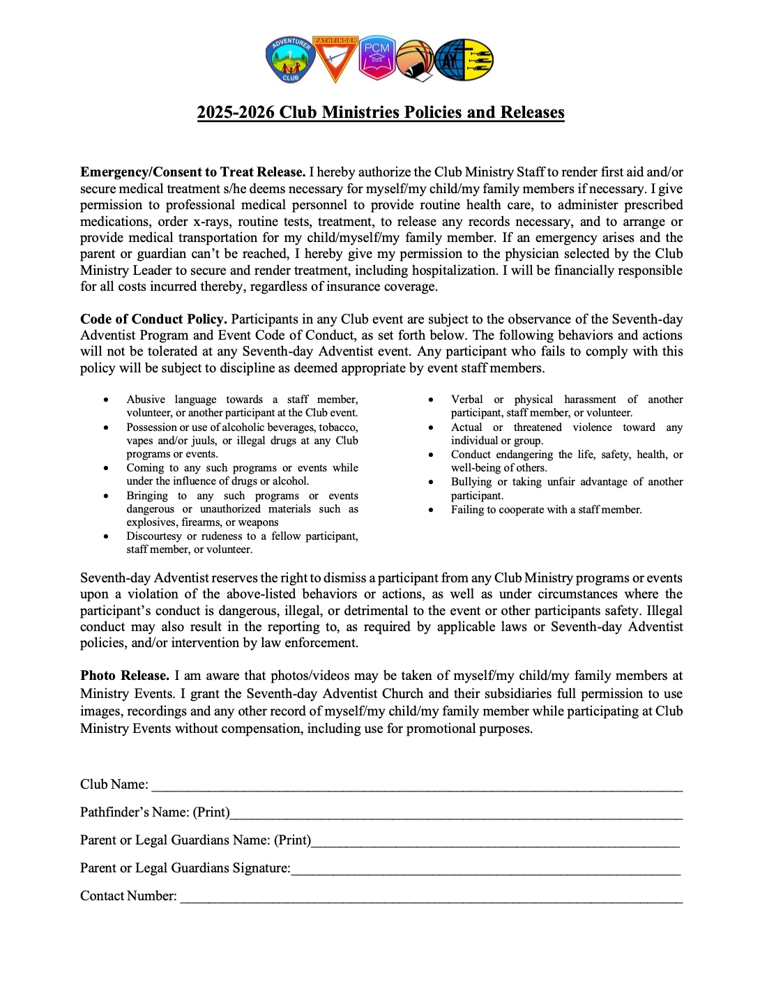 ADVENTURER
CLUB
PATHFINDER
PCM
AY
2025-2026 Club Ministries Policies and Releases
Emergency/Consent to Treat Release. I hereby authorize the Club Ministry Staff to render first aid and/or
secure medical treatment s/he deems necessary for myself/my child/my family members if necessary. I give
permission to professional medical personnel to provide routine health care, to administer prescribed
medications, order x-rays, routine tests, treatment, to release any records necessary, and to arrange or
provide medical transportation for my child/myself/my family member. If an emergency arises and the
parent or guardian can’t be reached, I hereby give my permission to the physician selected by the Club
Ministry Leader to secure and render treatment, including hospitalization. I will be financially responsible
for all costs incurred thereby, regardless of insurance coverage.
Code of Conduct Policy. Participants in any Club event are subject to the observance of the Seventh-day
Adventist Program and Event Code of Conduct, as set forth below. The following behaviors and actions
will not be tolerated at any Seventh-day Adventist event. Any participant who fails to comply with this
policy will be subject to discipline as deemed appropriate by event staff members.
• Abusive language towards a staff member,
volunteer, or another participant at the Club event.
• Possession or use of alcoholic beverages, tobacco,
vapes and/or juuls, or illegal drugs at any Club
programs or events.
• Coming to any such programs or events while
under the influence of drugs or alcohol.
• Bringing to any such programs or events
dangerous or unauthorized materials such as
explosives, firearms, or weapons
• Discourtesy or rudeness to a fellow participant,
staff member, or volunteer.
• Verbal or physical harassment of another
participant, staff member, or volunteer.
• Actual or threatened violence toward any
individual or group.
• Conduct endangering the life, safety, health, or
well-being of others.
• Bullying or taking unfair advantage of another
participant.
• Failing to cooperate with a staff member.
Seventh-day Adventist reserves the right to dismiss a participant from any Club Ministry programs or events
upon a violation of the above-listed behaviors or actions, as well as under circumstances where the
participant’s conduct is dangerous, illegal, or detrimental to the event or other participants safety. Illegal
conduct may also result in the reporting to, as required by applicable laws or Seventh-day Adventist
policies, and/or intervention by law enforcement.
Photo Release. I am aware that photos/videos may be taken of myself/my child/my family members at
Ministry Events. I grant the Seventh-day Adventist Church and their subsidiaries full permission to use
images, recordings and any other record of myself/my child/my family member while participating at Club
Ministry Events without compensation, including use for promotional purposes.
Club Name:
Pathfinder’s Name: (Print)
Parent or Legal Guardians Name: (Print)
Parent or Legal Guardians Signature:
Contact Number: